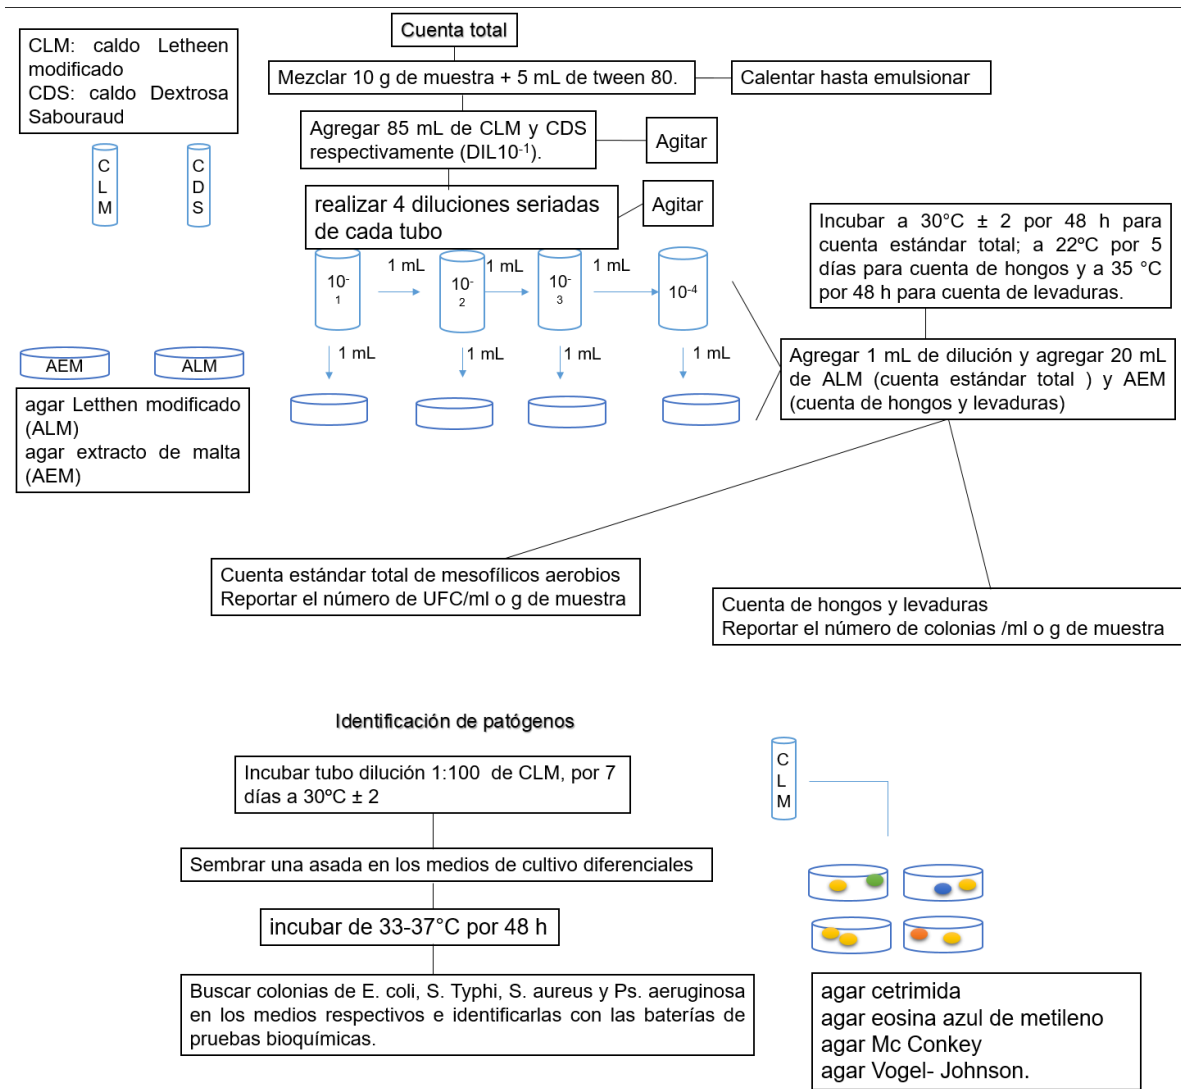 Cuenta total
CLM: caldo Letheen
modificado
CDS: caldo Dextrosa
Sabouraud
Mezclar 10 g de muestra + 5 mL de tween 80.
Calentar hasta emulsionar
Agregar 85 mL de CLM y CDS
respectivamente (DIL10-1).
Agitar
C
L
M
C
D
S
realizar 4 diluciones seriadas
de cada tubo
Agitar
Incubar a 30°C ± 2 por 48 h para
cuenta estándar total; a 22ºC por 5
días para cuenta de hongos y a 35 °C
por 48 h para cuenta de levaduras.
10-
1
1 mL
10-
2
1 mL
10-
3
1 mL
10-4
1 mL
1 mL
1 mL
1 mL
AEM
ALM
Agregar 1 mL de dilución y agregar 20 mL
de ALM (cuenta estándar total ) y AEM
(cuenta de hongos y levaduras)
agar Letthen modificado
(ALM)
agar extracto de malta
(AEM)
Cuenta estándar total de mesofílicos aerobios
Reportar el número de UFC/ml o g de muestra
Cuenta de hongos y levaduras
Reportar el número de colonias /ml o g de muestra
Identificación de patógenos
Incubar tubo dilución 1:100 de CLM, por 7
días a 30ºC ± 2
C
L
M
Sembrar una asada en los medios de cultivo diferenciales
incubar de 33-37°C por 48 h
Buscar colonias de E. coli, S. Typhi, S. aureus y Ps. aeruginosa
en los medios respectivos e identificarlas con las baterías de
pruebas bioquímicas.
agar cetrimida
agar eosina azul de metileno
agar Mc Conkey
agar Vogel- Johnson.